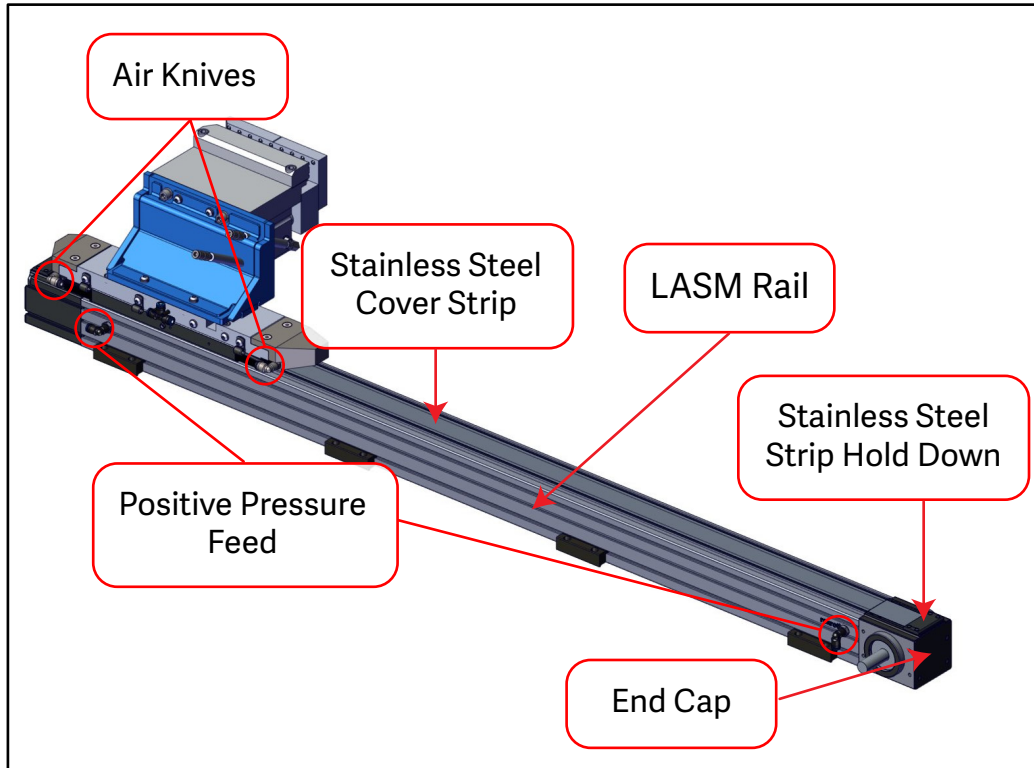 Air Knives
Stainless Steel
Cover Strip
LASM Rail
Stainless Steel
Strip Hold Down
Positive Pressure
Feed
End Cap